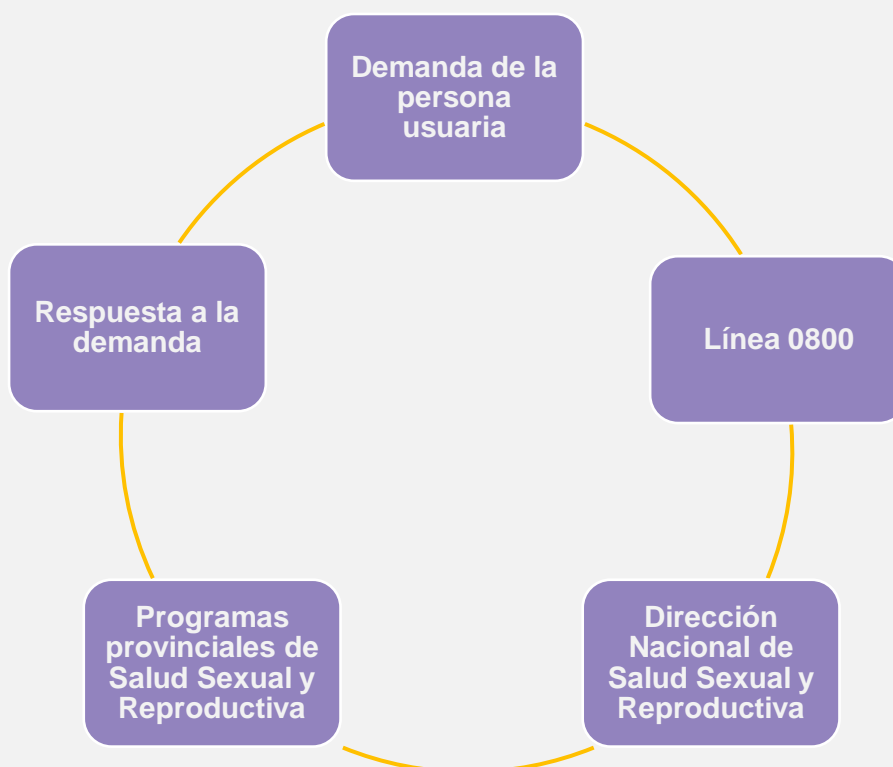 Demanda de la
persona
usuaria
Línea 0800
Dirección
Nacional de
Salud Sexual y
Reproductiva
Programas
provinciales de
Salud Sexual y
Reproductiva
Respuesta a la
demanda